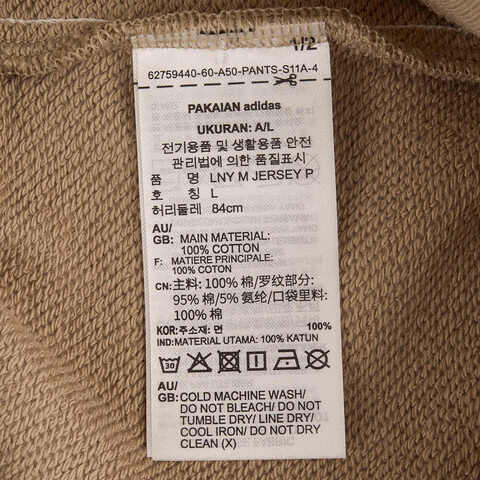 1/2
62759440-60-A50-PANTS-S11A-4
PAKAIAN adidas
UKURAN: A/L
전기용품 및 생활용품 안전
관리법에 의한 품질표시
품 명 LNY M JERSEY P
호 칭 L
허리둘레 84cm
AU/
GB: MAIN MATERIAL:
100% COTTON
F: MATIERE PRINCIPALE:
100% COTON
CN: 主料: 100% 棉/罗纹部分:
95% 棉/5% 氨纶/口袋里料:
100% 棉
KOR: 주소재: 면 100%
IND: MATERIAL UTAMA: 100% KATUN
30
AU/
GB: COLD MACHINE WASH/
DO NOT BLEACH/ DO NOT
TUMBLE DRY/ LINE DRY/
COOL IRON/ DO NOT DRY
CLEAN (X)